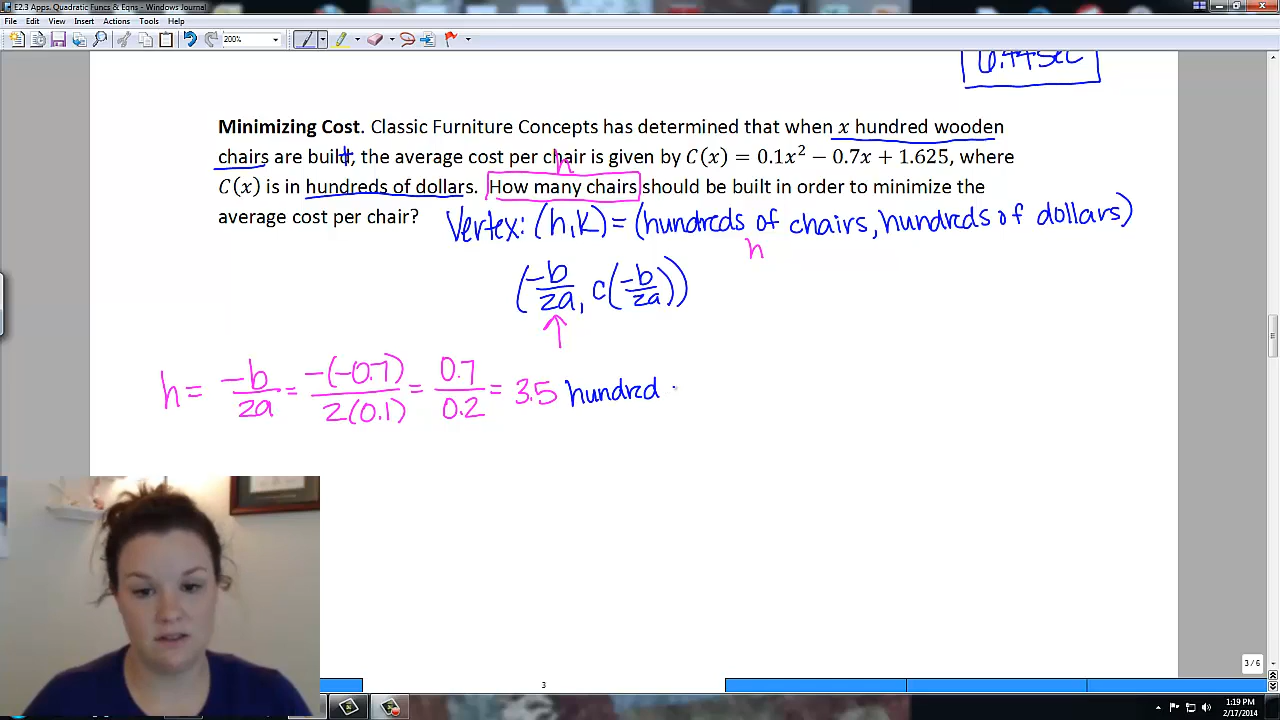 E2.3 Apps. Quadratic Funcs & Eqns - Windows Journal
File Edit View Insert Actions Tools Help
200%
6.44 sec
Minimizing Cost. Classic Furniture Concepts has determined that when x hundred wooden
chairs are built, the average cost per chair is given by C(x) = 0.1x² − 0.7x + 1.625, where
h
C(x) is in hundreds of dollars. How many chairs should be built in order to minimize the
average cost per chair?
Vertex: (h,k) = (hundreds of chairs, hundreds of dollars)
h
(-b/2a, c(-b/2a))
h = -b/2a = -(-0.7)/2(0.1) = 0.7/0.2 = 3.5 hundred
3 / 6
3
1:19 PM
2/17/2014